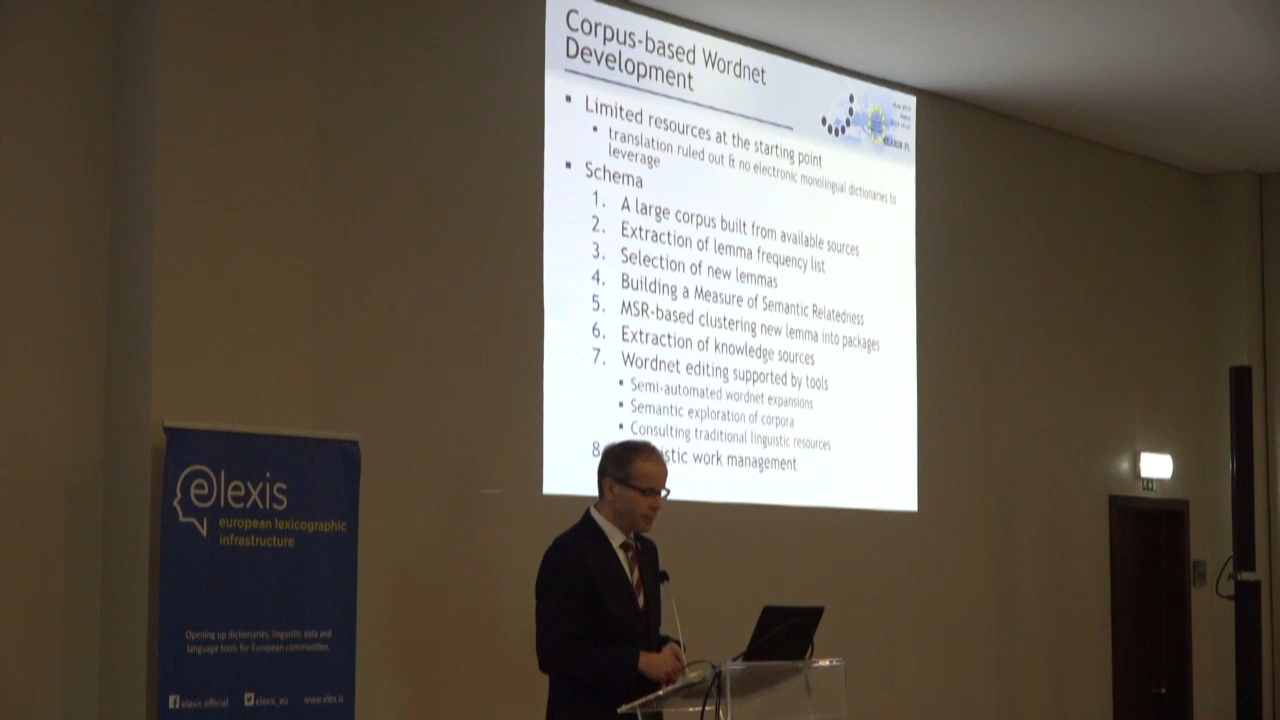 Corpus-based Wordnet
Development
▪ Limited resources at the starting point
▪ translation ruled out & no electronic monolingual dictionaries to
leverage
▪ Schema
1. A large corpus built from available sources
2. Extraction of lemma frequency list
3. Selection of new lemmas
4. Building a Measure of Semantic Relatedness
5. MSR-based clustering new lemma into packages
6. Extraction of knowledge sources
7. Wordnet editing supported by tools
▪ Semi-automated wordnet expansions
▪ Semantic exploration of corpora
▪ Consulting traditional linguistic resources
8 istic work management
elexis
european lexicographic
infrastructure
Opening up dictionaries, linguistic data and
language tools for European communities.
elexis.official elexis_eu www.elex.is